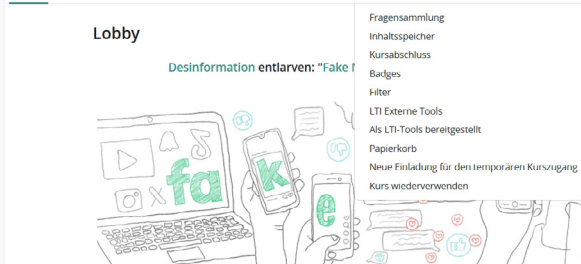 Lobby
Desinformation entlarven: "Fake
Fragensammlung
Inhaltsspeicher
Kursabschluss
Badges
Filter
LTI Externe Tools
Als LTI-Tools bereitgestellt
Papierkorb
Neue Einladung für den temporären Kurszugang
Kurs wiederverwenden
fa
k
e